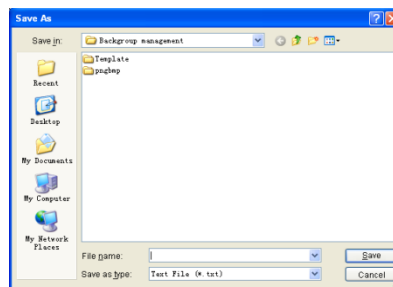 Save As
Save in:
Backgroup management
Template
pngbmp
Recent
Desktop
My Documents
My Computer
My Network
Places
File name:
Save
Save as type:
Text File (*.txt)
Cancel